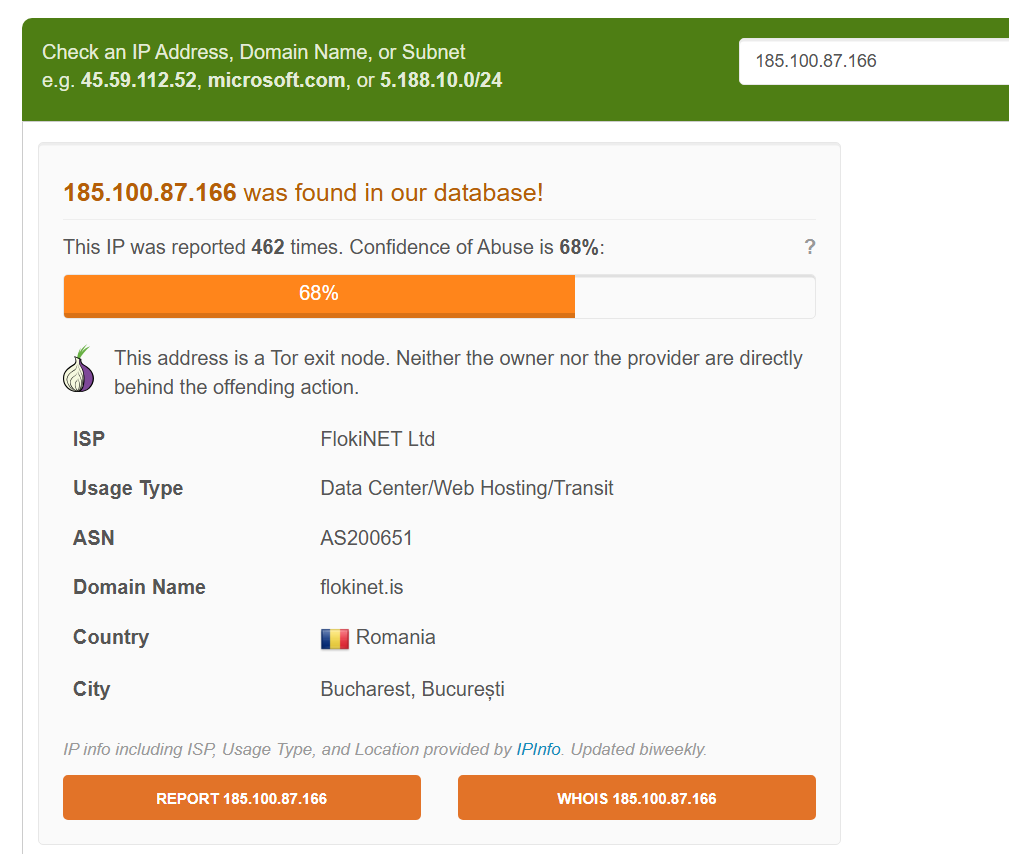 Check an IP Address, Domain Name, or Subnet
e.g. 45.59.112.52, microsoft.com, or 5.188.10.0/24
185.100.87.166
185.100.87.166 was found in our database!
This IP was reported 462 times. Confidence of Abuse is 68%:
?
68%
This address is a Tor exit node. Neither the owner nor the provider are directly
behind the offending action.
ISP FlokiNET Ltd
Usage Type Data Center/Web Hosting/Transit
ASN AS200651
Domain Name flokinet.is
Country Romania
City Bucharest, București
IP info including ISP, Usage Type, and Location provided by IPInfo. Updated biweekly.
REPORT 185.100.87.166
WHOIS 185.100.87.166